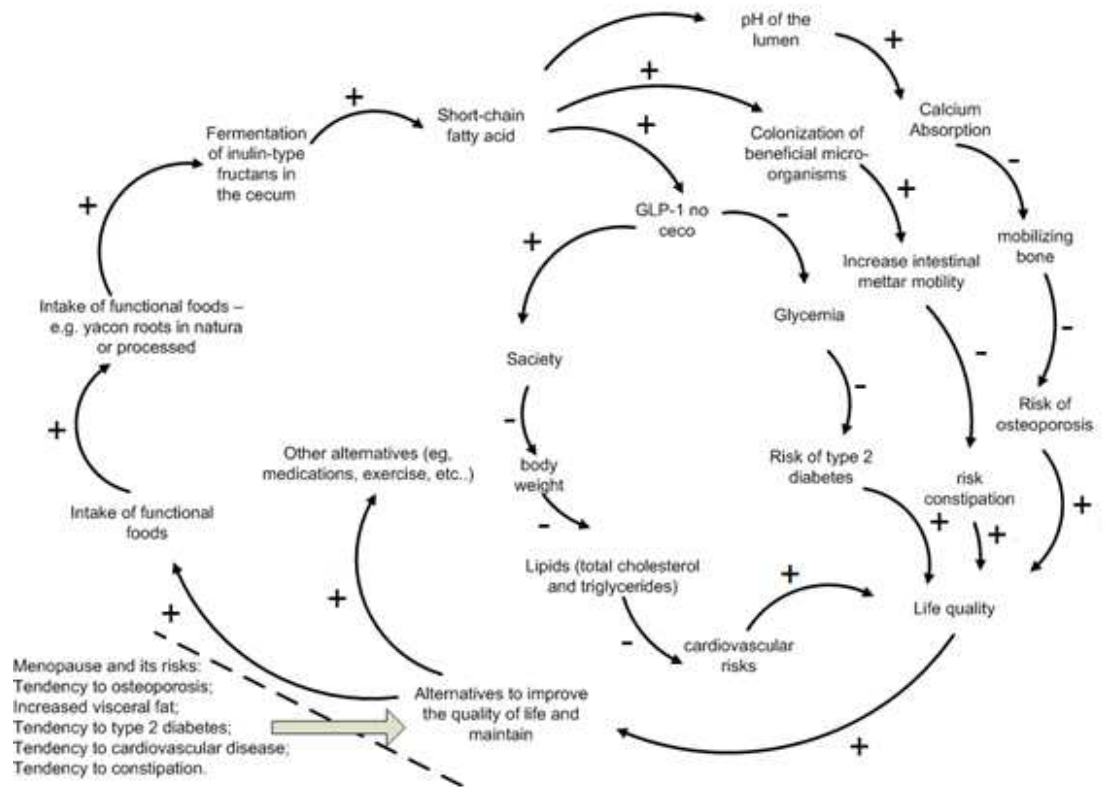 pH of the
lumen
+
+
+
Short-chain
fatty acid
Calcium
Absorption
Fermentation
of inulin-type
fructans in
the cecum
+
Colonization of
beneficial micro-
organisms
-
+
+
GLP-1 no
ceco
-
+
mobilizing
bone
Increase intestinal
mettar motility
Intake of functional foods –
e.g. yacon roots in natura
or processed
Glycemia
-
-
Saciety
-
+
-
Risk of
osteoporosis
Other alternatives (eg,
medications, exercise, etc..)
body
weight
Risk of type 2
diabetes
risk
constipation
Intake of functional
foods
-
+
+
+
Lipids (total cholesterol
and triglycerides)
+
Life quality
+
+
-
cardiovascular
risks
Menopause and its risks:
Tendency to osteoporosis;
Increased visceral fat;
Tendency to type 2 diabetes;
Tendency to cardiovascular disease;
Tendency to constipation.
Alternatives to improve
the quality of life and
maintain
+